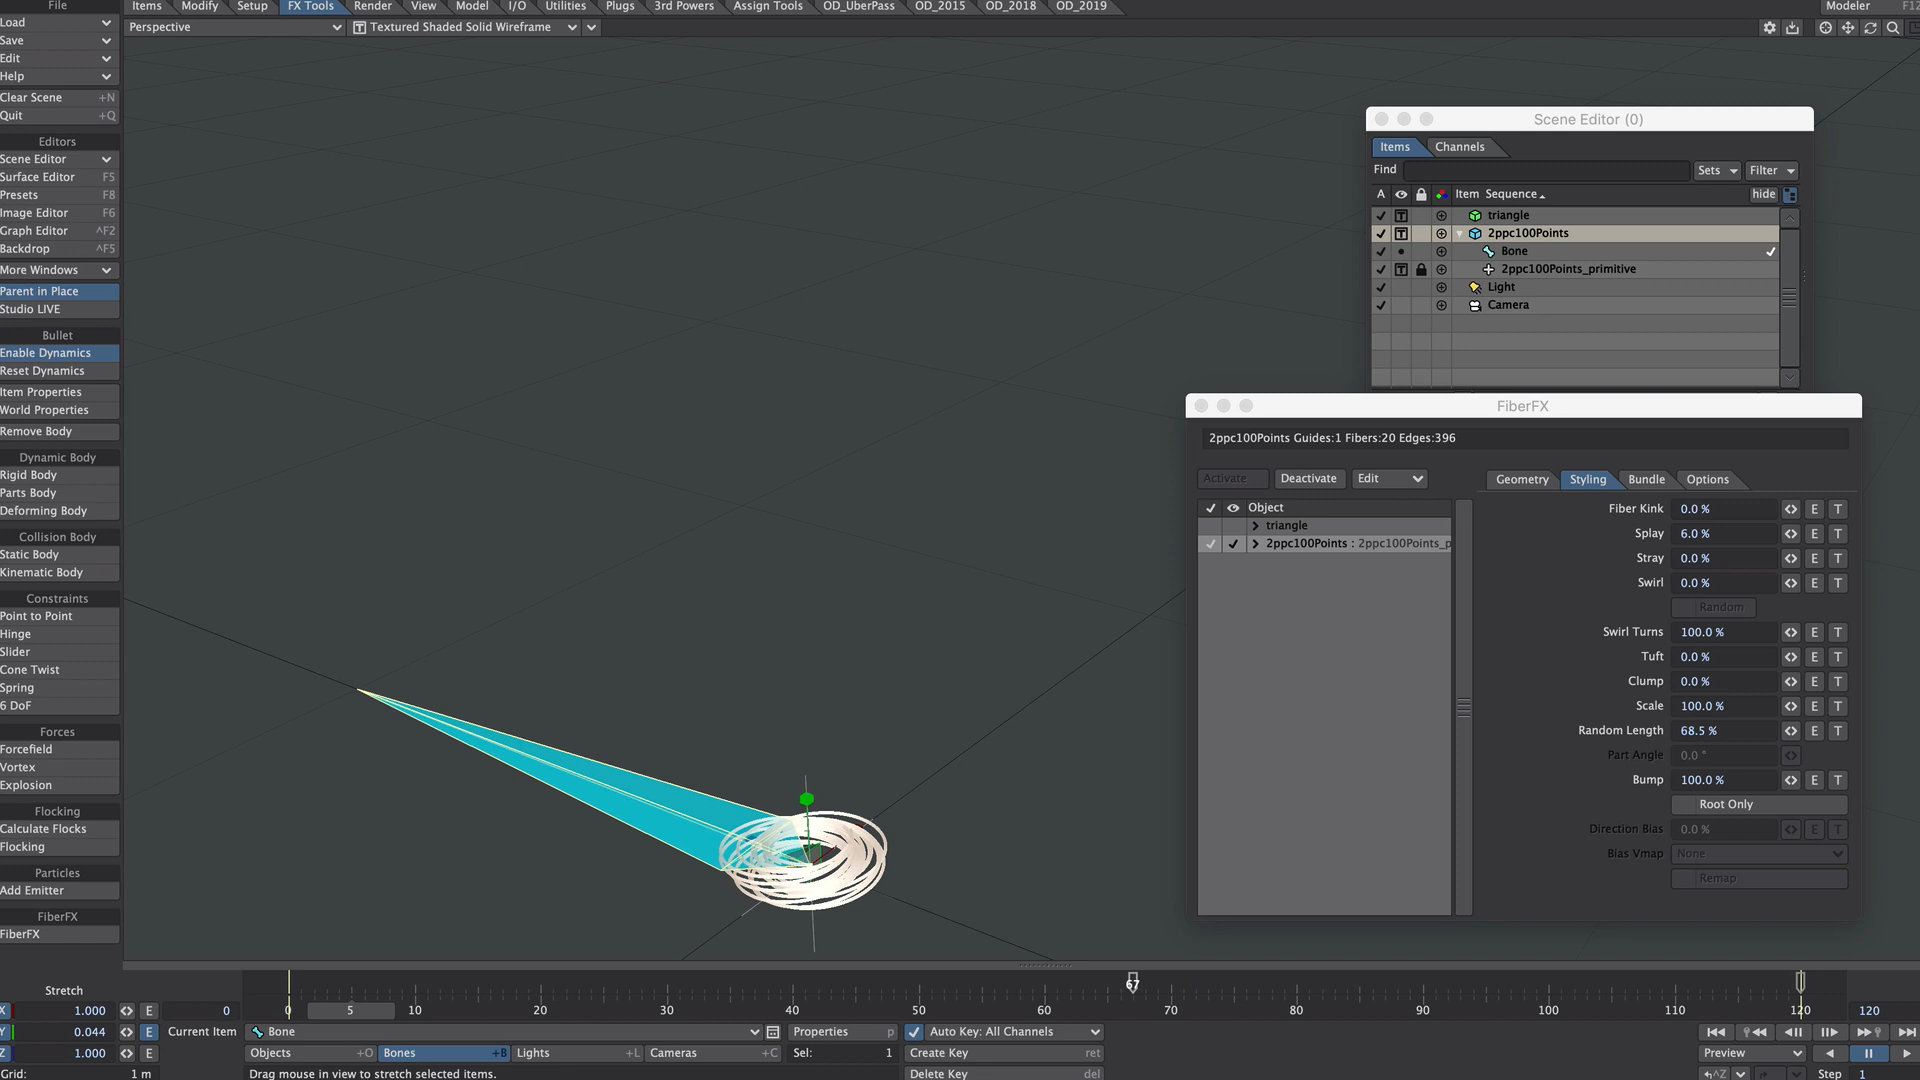 File
Items Modify Setup FX Tools Render View Model I/O Utilities Plugs 3rd Powers Assign Tools OD_UberPass OD_2015 OD_2018 OD_2019
Modeler F12
Load
Save
Edit
Help
Clear Scene +N
Quit +Q
Editors
Scene Editor
Surface Editor F5
Presets F8
Image Editor F6
Graph Editor ^F2
Backdrop ^F5
More Windows
Parent in Place
Studio LIVE
Bullet
Enable Dynamics
Reset Dynamics
Item Properties
World Properties
Remove Body
Dynamic Body
Rigid Body
Parts Body
Deforming Body
Collision Body
Static Body
Kinematic Body
Constraints
Point to Point
Hinge
Slider
Cone Twist
Spring
6 DoF
Forces
Forcefield
Vortex
Explosion
Flocking
Calculate Flocks
Flocking
Particles
Add Emitter
FiberFX
FiberFX
Perspective
T Textured Shaded Solid Wireframe
Scene Editor (0)
Items Channels
Find
Sets Filter
A Item Sequence hide
T triangle
T 2ppc100Points
Bone
T 2ppc100Points_primitive
Light
Camera
FiberFX
2ppc100Points Guides:1 Fibers:20 Edges:396
Activate Deactivate Edit
Object
triangle
2ppc100Points : 2ppc100Points_p
Geometry Styling Bundle Options
Fiber Kink 0.0 % E T
Splay 6.0 % E T
Stray 0.0 % E T
Swirl 0.0 % E T
Random
Swirl Turns 100.0 % E T
Tuft 0.0 % E T
Clump 0.0 % E T
Scale 100.0 % E T
Random Length 68.5 % E T
Part Angle 0.0 °
Bump 100.0 % E T
Root Only
Direction Bias 0.0 % E T
Bias Vmap None
Remap
Stretch
X 1.000 E 0
0 5 10 20 30 40 50 60 67 70 80 90 100 110 120 120
Y 0.044 E Current Item Bone Properties p Auto Key: All Channels
Z 1.000 E Objects +O Bones +B Lights +L Cameras +C Sel: 1 Create Key ret
Preview
Grid: 1 m Drag mouse in view to stretch selected items. Delete Key del
^Z Step 1